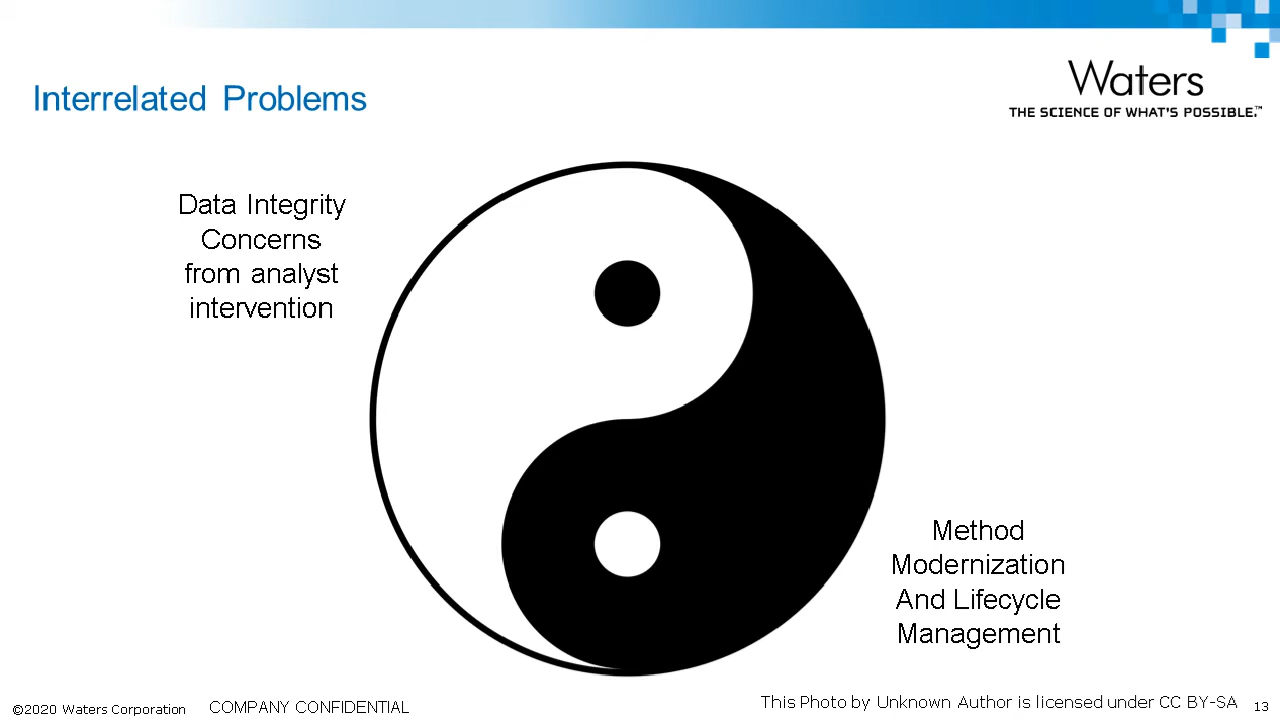 Interrelated Problems
Waters
THE SCIENCE OF WHAT'S POSSIBLE.™
Data Integrity
Concerns
from analyst
intervention
Method
Modernization
And Lifecycle
Management
©2020 Waters Corporation COMPANY CONFIDENTIAL
This Photo by Unknown Author is licensed under CC BY-SA
13